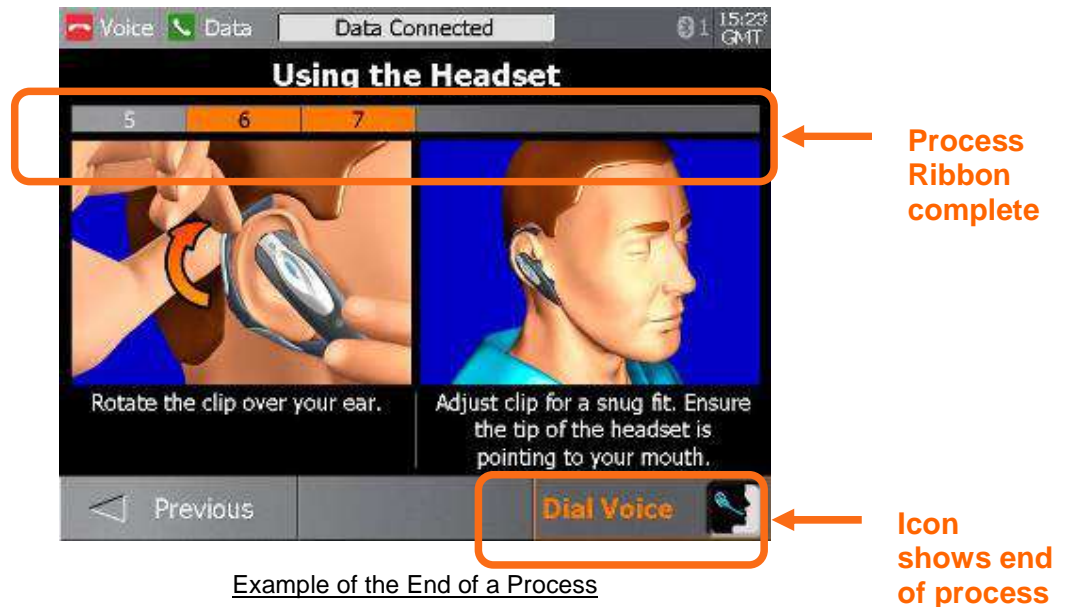 Voice Data Data Connected 1 15:23
GMT
Using the Headset
5 6 7
Process
Ribbon
complete
Rotate the clip over your ear.
Adjust clip for a snug fit. Ensure
the tip of the headset is
pointing to your mouth.
Previous Dial Voice
Icon
shows end
of process
Example of the End of a Process